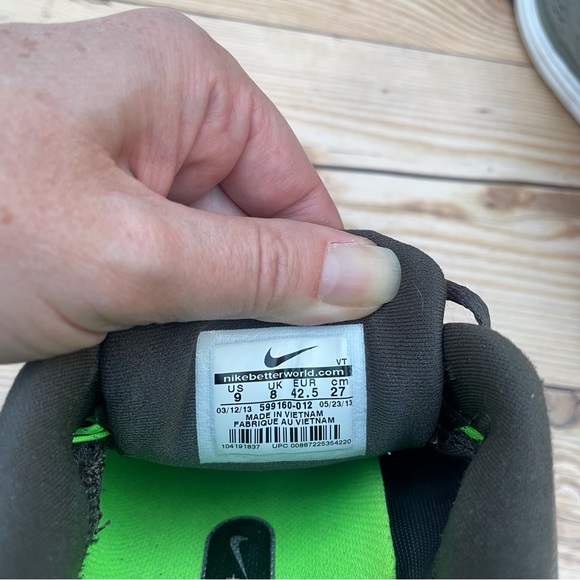 VT
nikebetterworld.com
US UK EUR cm
9 8 42.5 27
03/12/13 599160-012 05/23/13
MADE IN VIETNAM
FABRIQUE AU VIETNAM
104191837 UPC 00887225354220